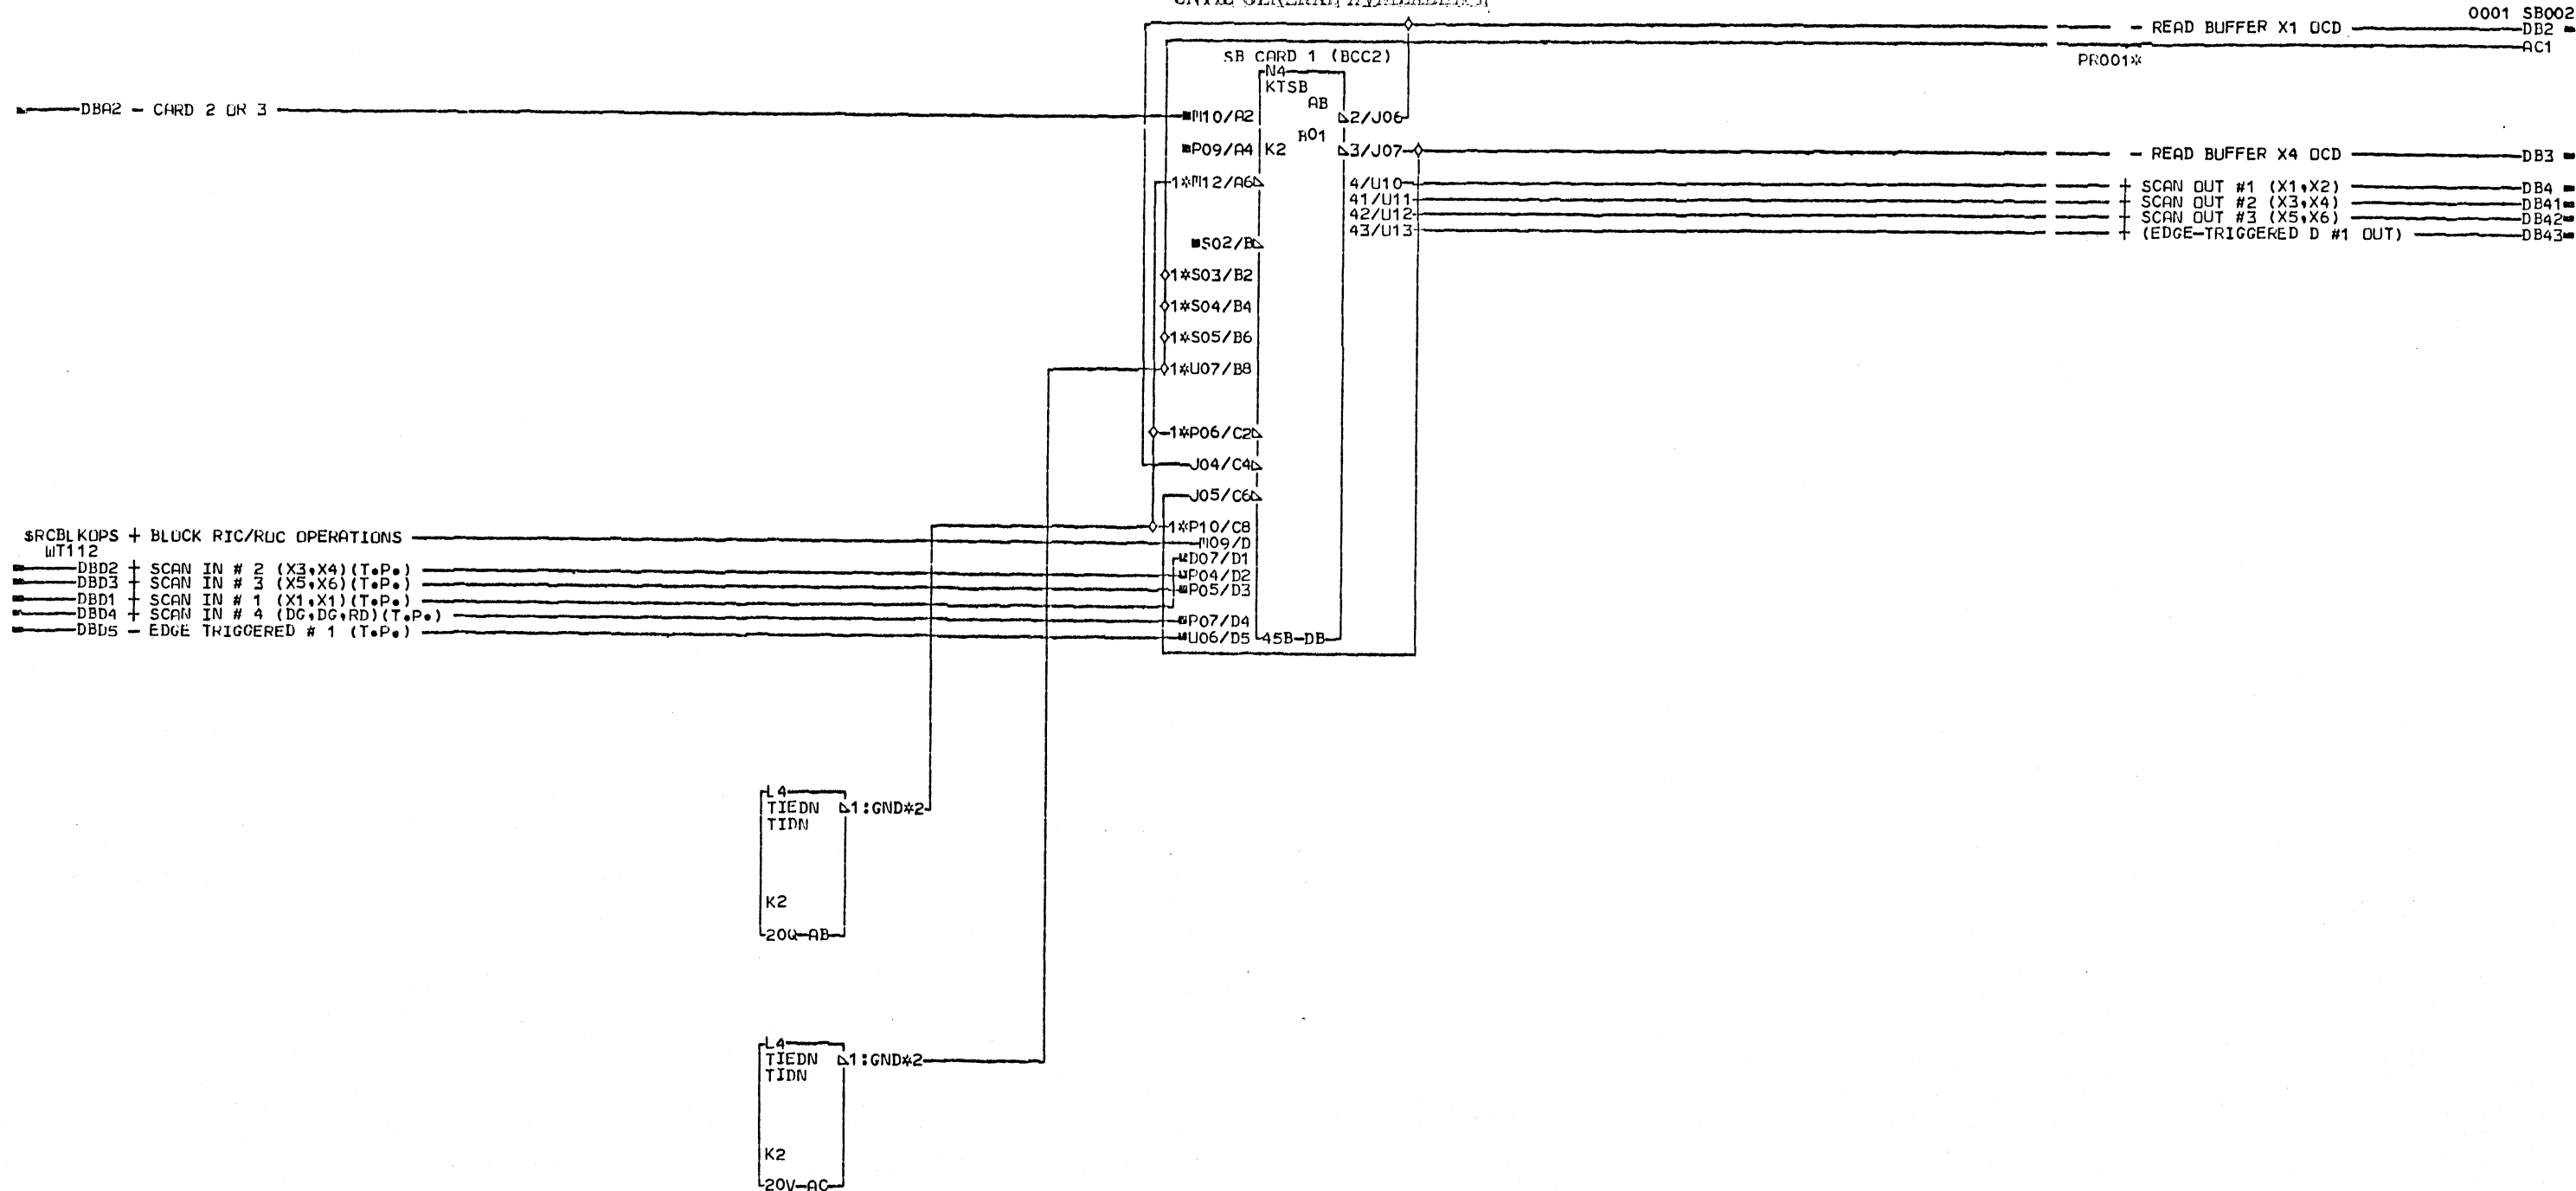 0001 SB002
- READ BUFFER X1 OCD DB2
AC1
PR001*
SB CARD 1 (BCC2)
N4
KTSB
AB
DBA2 - CARD 2 OR 3
M10/A2
2/J06
B01
P09/A4 K2
3/J07
- READ BUFFER X4 OCD DB3
1*M12/A6
4/U10
+ SCAN OUT #1 (X1,X2) DB4
41/U11
+ SCAN OUT #2 (X3,X4) DB41
42/U12
+ SCAN OUT #3 (X5,X6) DB42
43/U13
+ (EDGE-TRIGGERED D #1 OUT) DB43
S02/B
1*S03/B2
1*S04/B4
1*S05/B6
1*U07/B8
1*P06/C2
J04/C4
J05/C6
1*P10/C8
$RCBLKOPS + BLOCK RIC/RUC OPERATIONS
M09/D
WT112
D07/D1
DBD2 + SCAN IN # 2 (X3,X4)(T.P.)
P04/D2
DBD3 + SCAN IN # 3 (X5,X6)(T.P.)
P05/D3
DBD1 + SCAN IN # 1 (X1,X1)(T.P.)
DBD4 + SCAN IN # 4 (DG,DG,RD)(T.P.)
P07/D4
DBD5 - EDGE TRIGGERED # 1 (T.P.)
U06/D5
45B-DB
L4
TIEDN 1:GND*2
TIDN
K2
20Q-AB
L4
TIEDN 1:GND*2
TIDN
K2
20V-AC